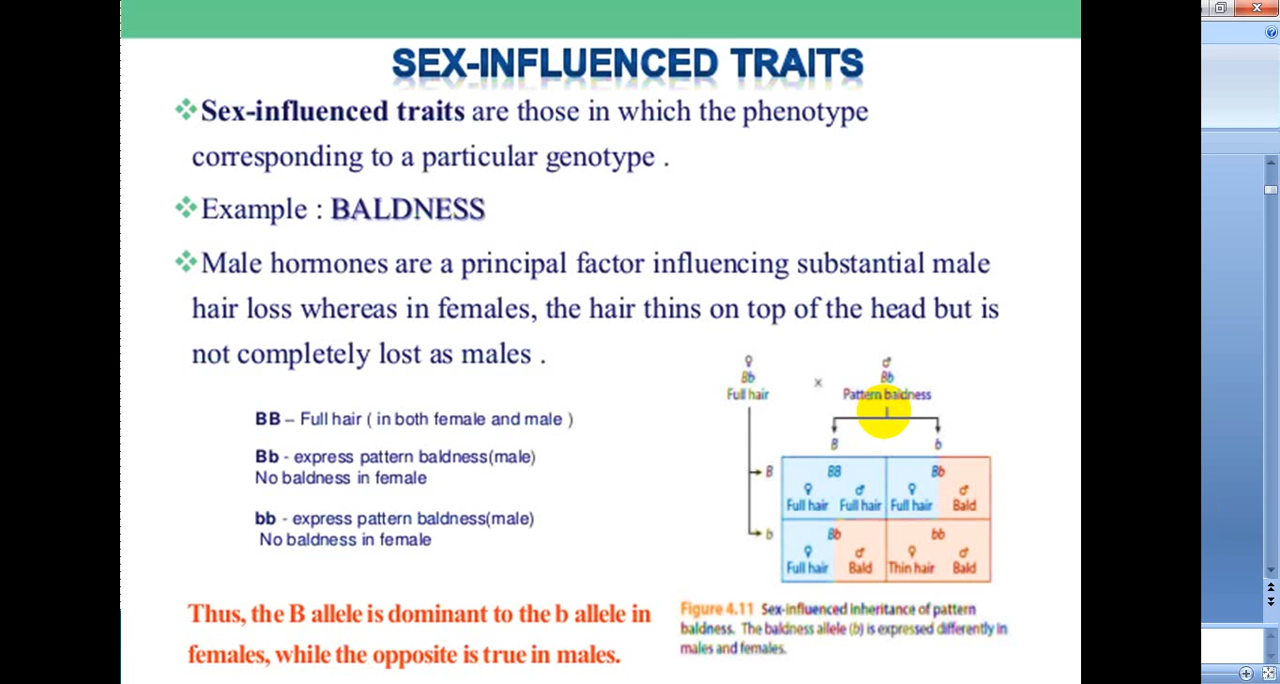 SEX-INFLUENCED TRAITS
Sex-influenced traits are those in which the phenotype
corresponding to a particular genotype .
Example : BALDNESS
Male hormones are a principal factor influencing substantial male
hair loss whereas in females, the hair thins on top of the head but is
not completely lost as males .
BB – Full hair ( in both female and male )
Bb - express pattern baldness(male)
No baldness in female
bb - express pattern baldness(male)
No baldness in female
Thus, the B allele is dominant to the b allele in
females, while the opposite is true in males.
♀ ♂
Bb x Bb
Full hair Pattern baldness
B b
B BB Bb
♀ ♂ ♀ ♂
Full hair Full hair Full hair Bald
b Bb bb
♀ ♂ ♀ ♂
Full hair Bald Thin hair Bald
Figure 4.11 Sex-influenced inheritance of pattern
baldness. The baldness allele (b) is expressed differently in
males and females.